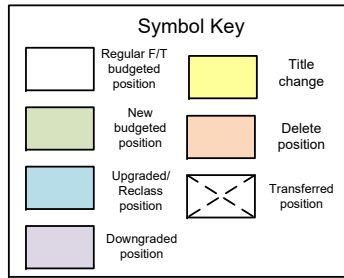 Symbol Key
Regular F/T
budgeted
position
Title
change
New
budgeted
position
Delete
position
Upgraded/
Reclass
position
Transferred
position
Downgraded
position